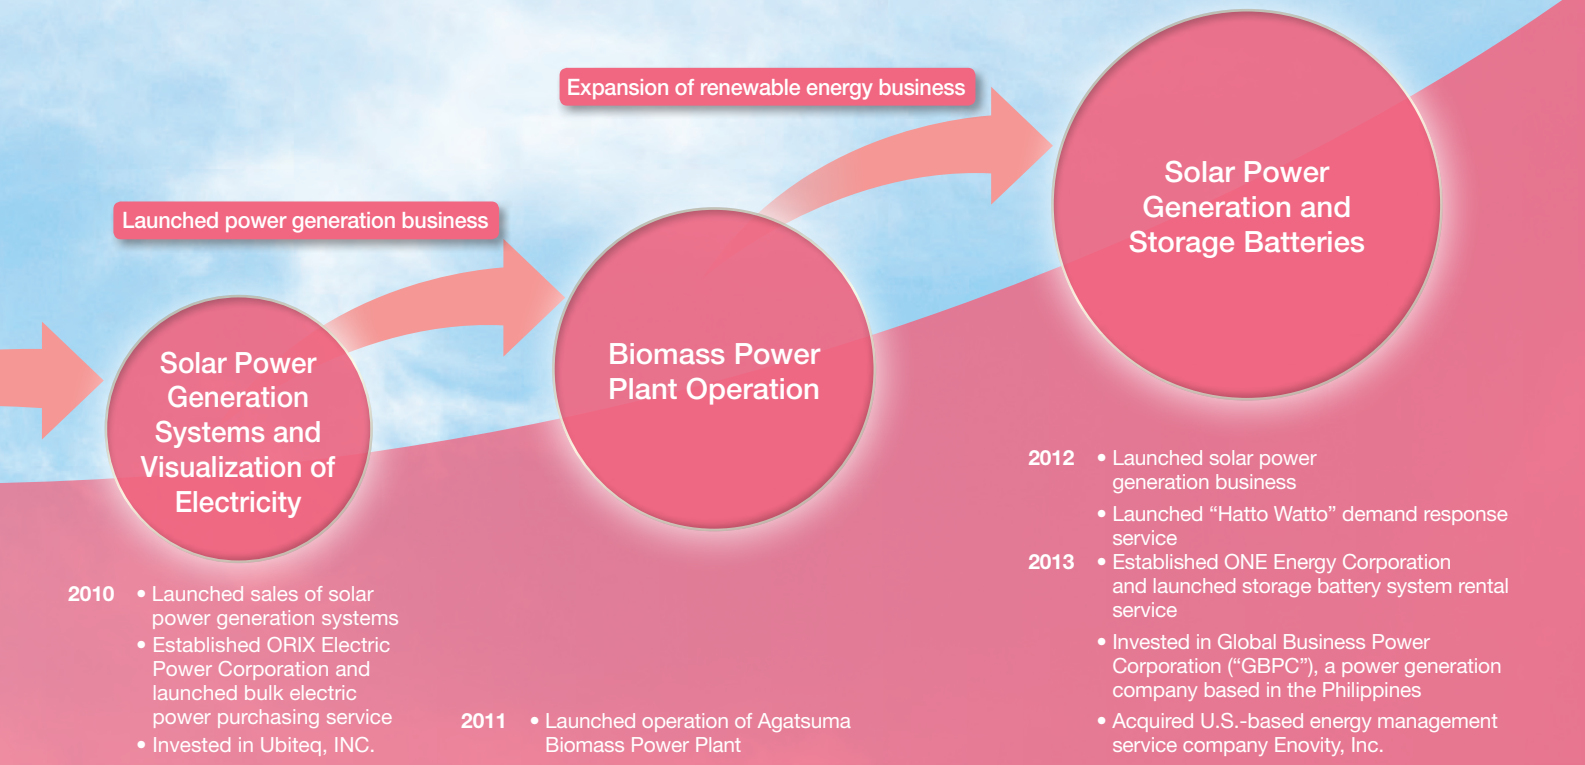 Expansion of renewable energy business
Launched power generation business
Solar Power
Generation
Systems and
Visualization of
Electricity
Biomass Power
Plant Operation
Solar Power
Generation and
Storage Batteries
2010 • Launched sales of solar
power generation systems
• Established ORIX Electric
Power Corporation and
launched bulk electric
power purchasing service
• Invested in Ubiteq, INC.
2011 • Launched operation of Agatsuma
Biomass Power Plant
2012 • Launched solar power
generation business
• Launched “Hatto Watto” demand response
service
2013 • Established ONE Energy Corporation
and launched storage battery system rental
service
• Invested in Global Business Power
Corporation (“GBPC”), a power generation
company based in the Philippines
• Acquired U.S.-based energy management
service company Enovity, Inc.